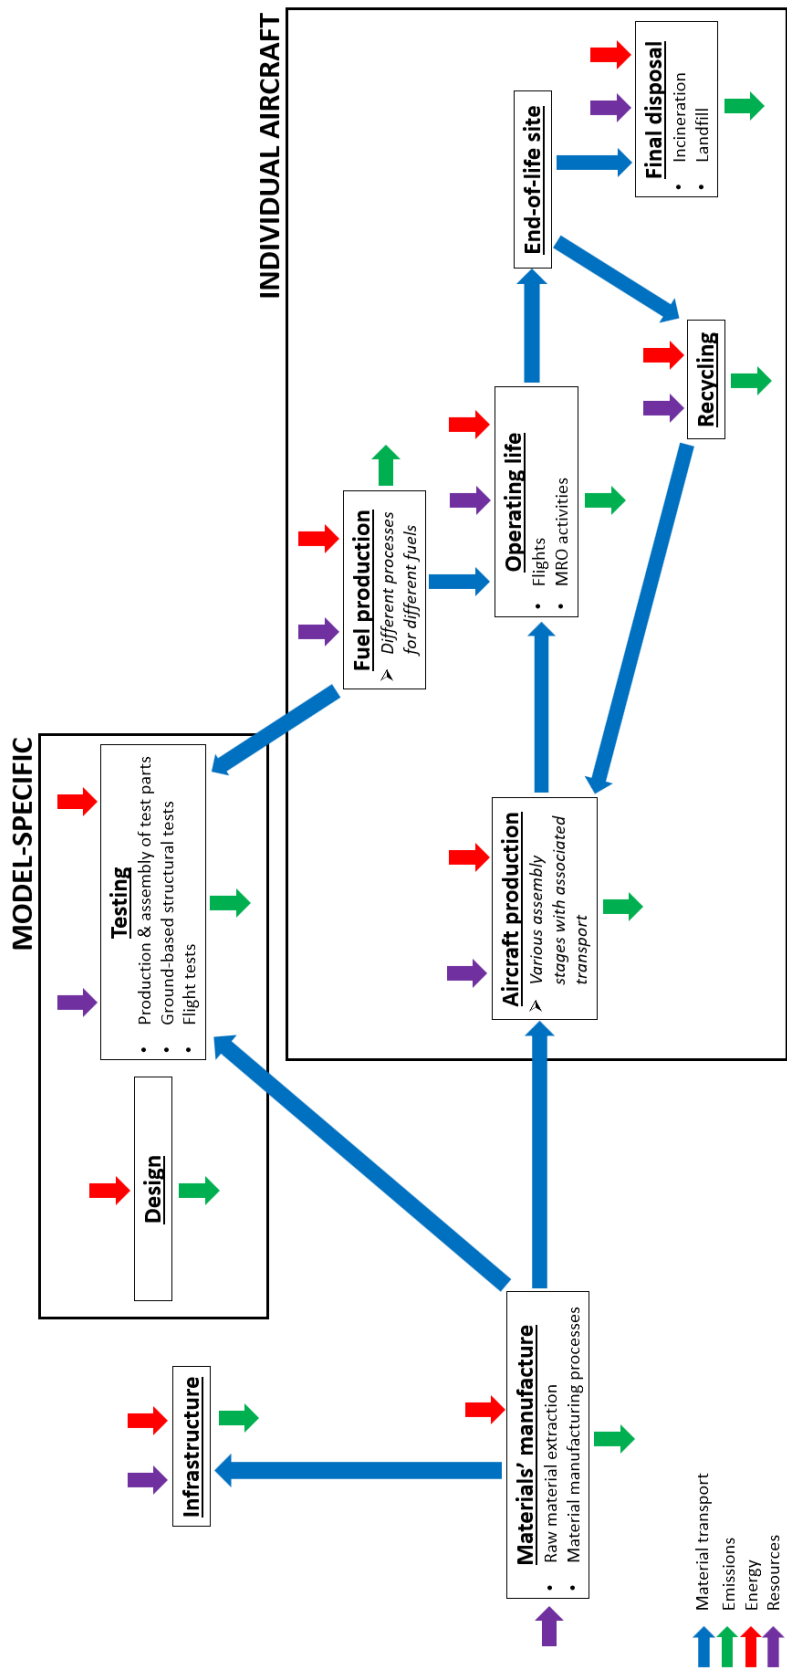 MODEL-SPECIFIC
INDIVIDUAL AIRCRAFT
Infrastructure
Design
Testing
• Production & assembly of test parts
• Ground-based structural tests
• Flight tests
Fuel production
➢ Different processes
for different fuels
Materials’ manufacture
• Raw material extraction
• Material manufacturing processes
Aircraft production
➢ Various assembly
stages with associated
transport
Operating life
• Flights
• MRO activities
End-of-life site
Recycling
Final disposal
• Incineration
• Landfill
Material transport
Emissions
Energy
Resources